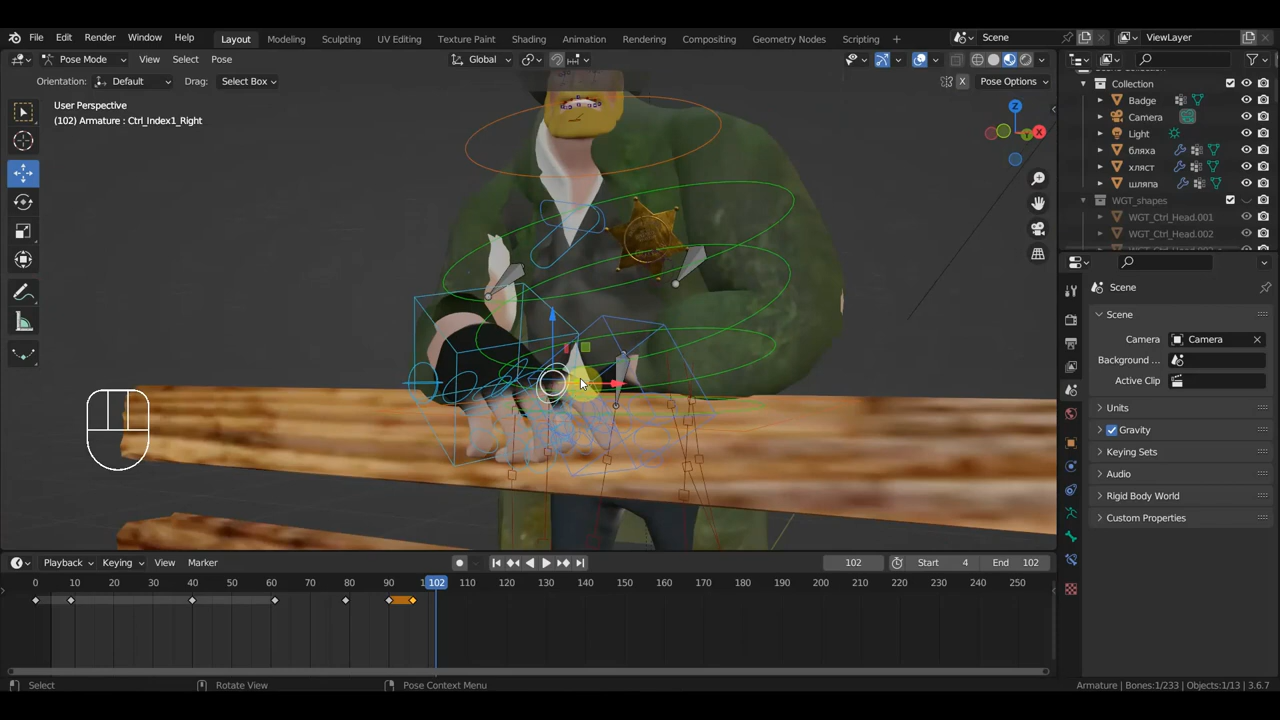 File Edit Render Window Help Layout Modeling Sculpting UV Editing Texture Paint Shading Animation Rendering Compositing Geometry Nodes Scripting + Scene ViewLayer
Pose Mode View Select Pose Global
Orientation: Default Drag: Select Box X Pose Options
User Perspective
(102) Armature : Ctrl_Index1_Right
Z
X
Y
Collection
Badge
Camera
Light
бляха
хляст
шляпа
WGT_shapes
WGT_Ctrl_Head.001
WGT_Ctrl_Head.002
Scene
Scene
Camera Camera
Background ...
Active Clip
Units
Gravity
Keying Sets
Audio
Rigid Body World
Custom Properties
Playback Keying View Marker 102 Start 4 End 102
0 10 20 30 40 50 60 70 80 90 102 110 120 130 140 150 160 170 180 190 200 210 220 230 240 250
Select Rotate View Pose Context Menu Armature | Bones:1/233 | Objects:1/13 | 3.6.7